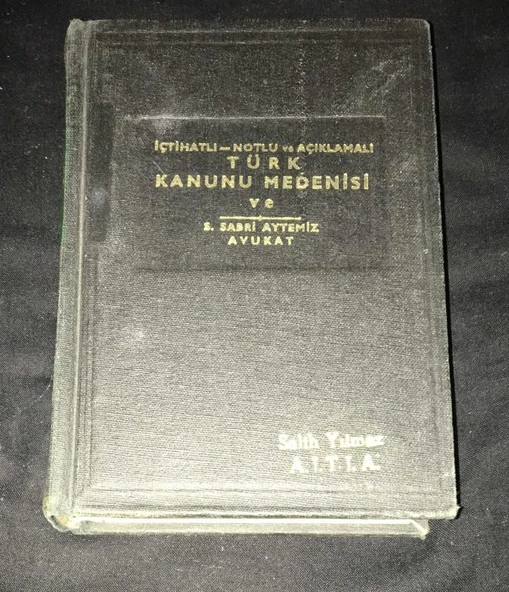 İÇTİHATLI — NOTLU ve AÇIKLAMALI
TÜRK
KANUNU MEDENİSİ
ve
S. SABRİ AYTEMİZ
AVUKAT
Salih Yılmaz
A.İ.T.İ.A.